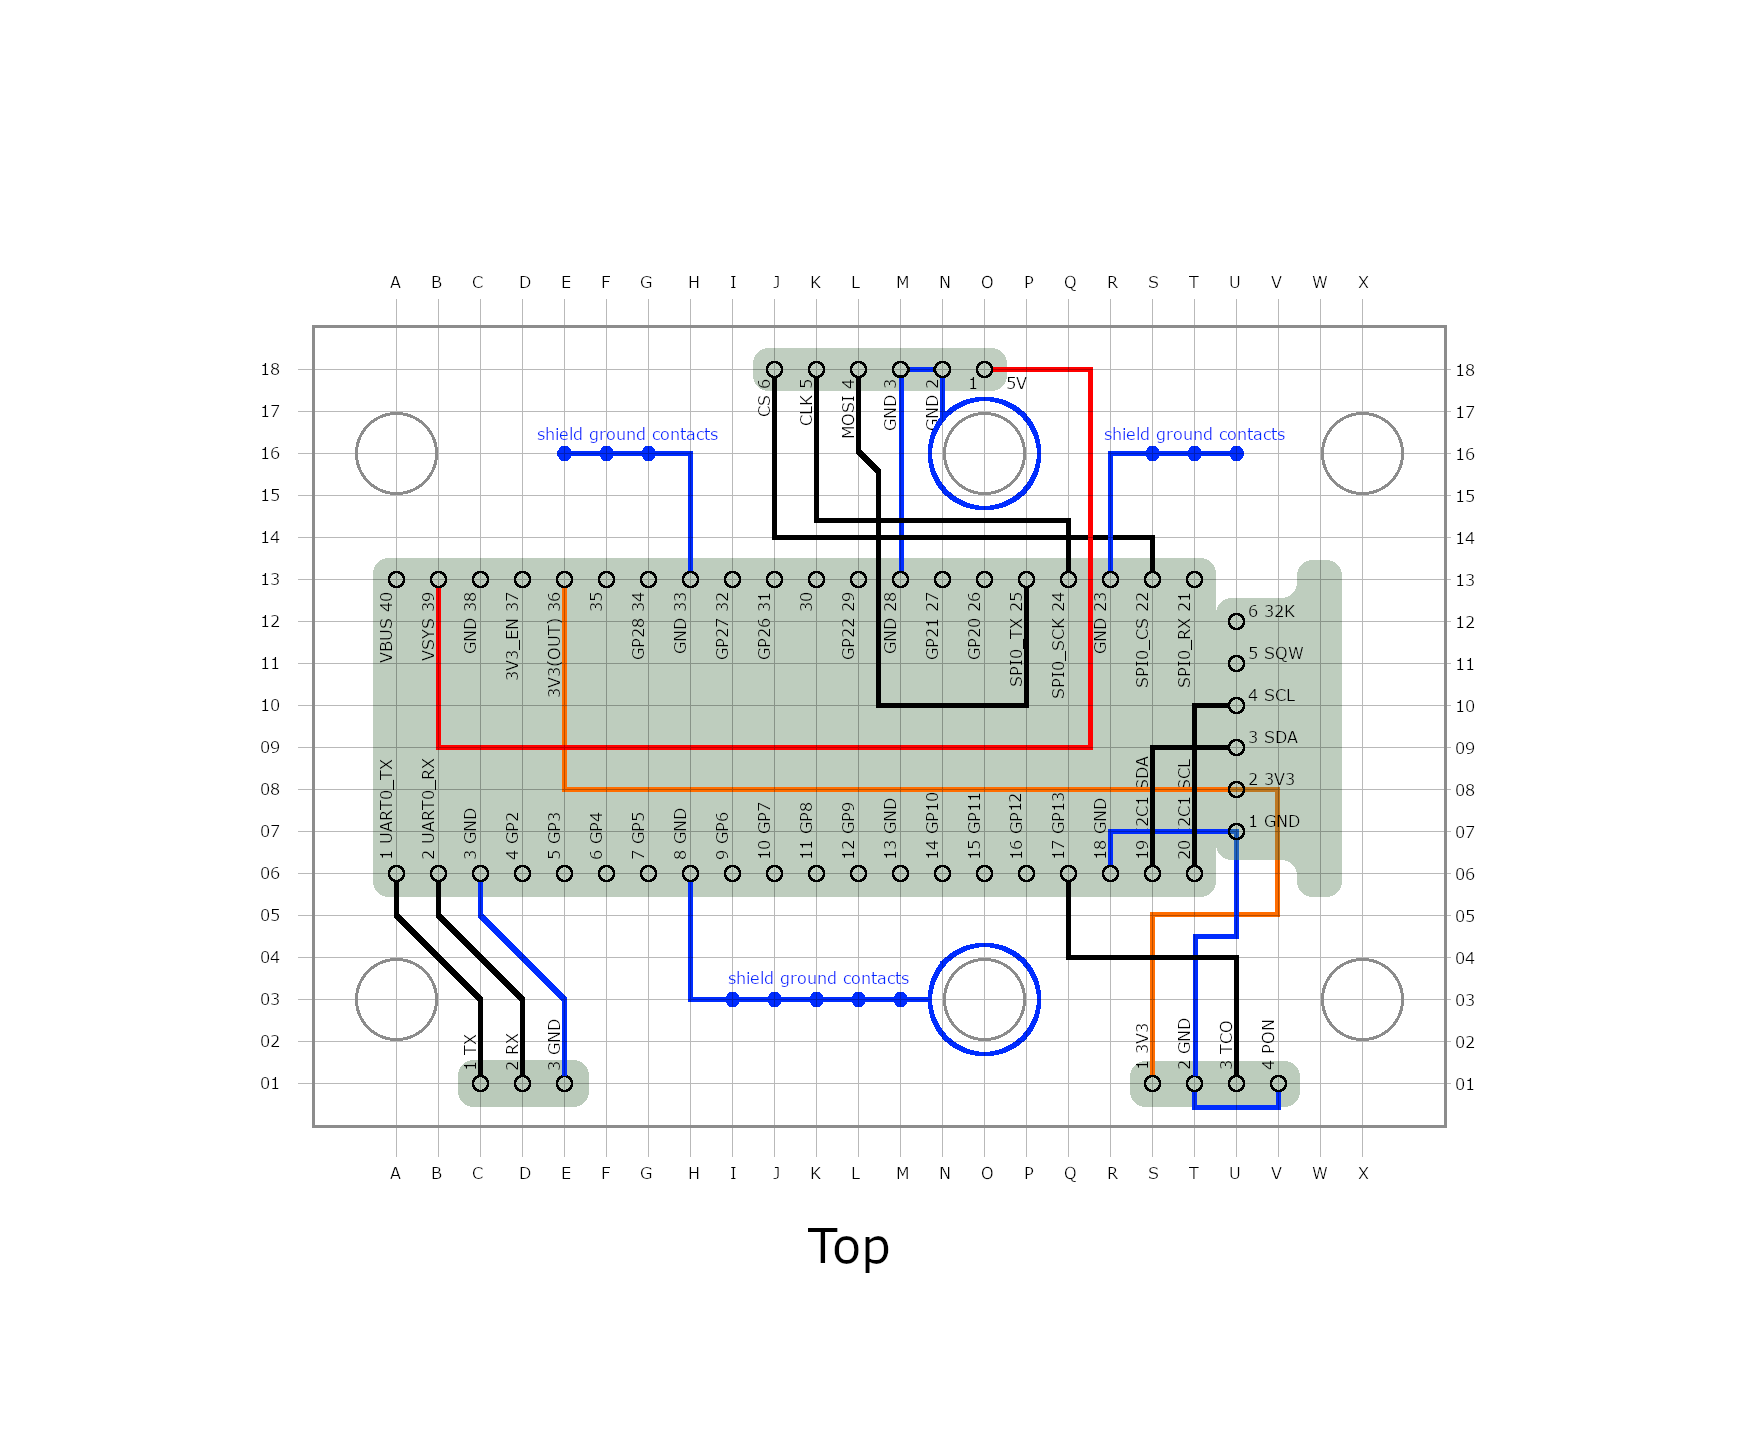 A B C D E F G H I J K L M N O P Q R S T U V W X
18 18
CS 6
CLK 5
MOSI 4
GND 3
GND 2
1 5V
17 17
shield ground contacts
shield ground contacts
16 16
15 15
14 14
13 13
VBUS 40
VSYS 39
GND 38
3V3_EN 37
3V3(OUT) 36
35
GP28 34
GND 33
GP27 32
GP26 31
30
GP22 29
GND 28
GP21 27
GP20 26
SPI0_TX 25
SPI0_SCK 24
GND 23
SPI0_CS 22
SPI0_RX 21
6 32K
12 12
5 SQW
11 11
4 SCL
10 10
3 SDA
09 09
2 3V3
08 08
1 GND
07 07
1 UART0_TX
2 UART0_RX
3 GND
4 GP2
5 GP3
6 GP4
7 GP5
8 GND
9 GP6
10 GP7
11 GP8
12 GP9
13 GND
14 GP10
15 GP11
16 GP12
17 GP13
18 GND
19 I2C1_SDA
20 I2C1_SCL
06 06
05 05
04 04
shield ground contacts
03 03
02 02
1 TX
2 RX
3 GND
1 3V3
2 GND
3 TCO
4 PON
01 01
A B C D E F G H I J K L M N O P Q R S T U V W X
Top